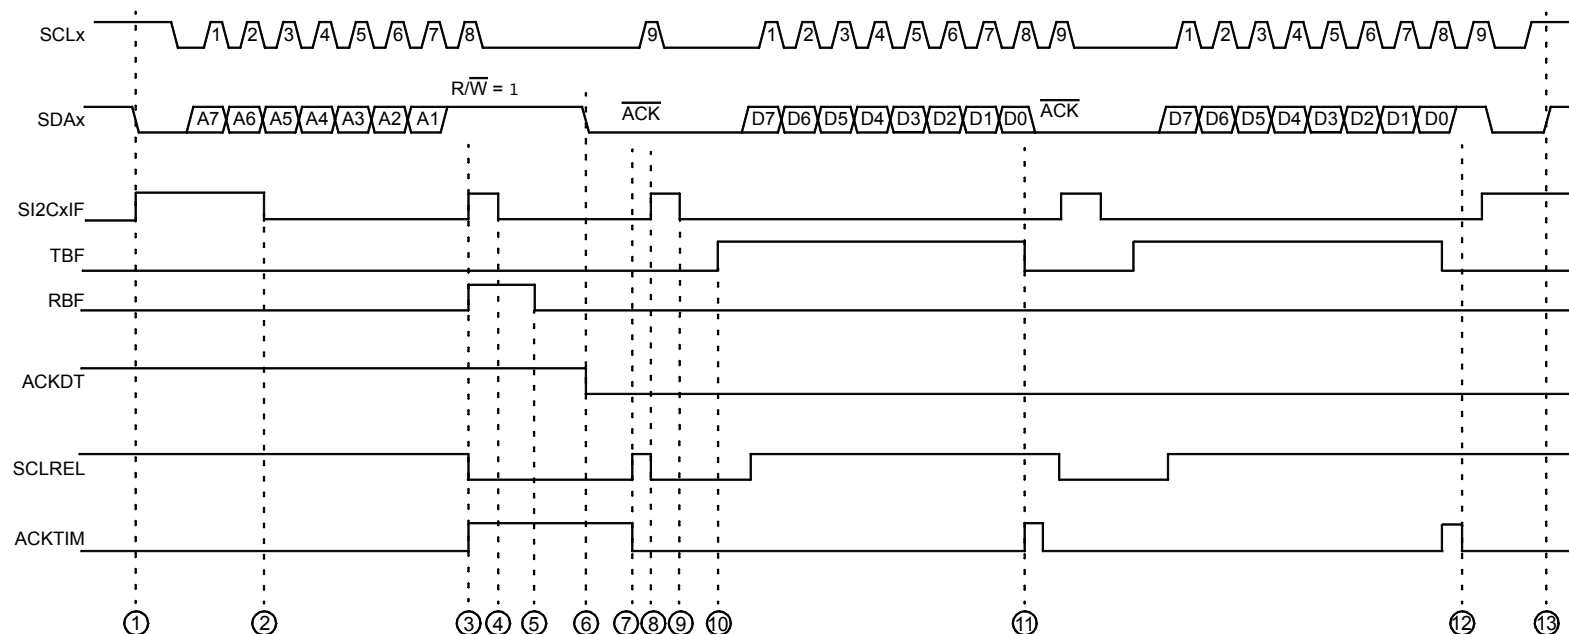 SCLx 1 2 3 4 5 6 7 8 9 1 2 3 4 5 6 7 8 9 1 2 3 4 5 6 7 8 9
R/W̅ = 1
SDAx A7 A6 A5 A4 A3 A2 A1 A̅C̅K̅ D7 D6 D5 D4 D3 D2 D1 D0 A̅C̅K̅ D7 D6 D5 D4 D3 D2 D1 D0
SI2CxIF
TBF
RBF
ACKDT
SCLREL
ACKTIM
1 2 3 4 5 6 7 8 9 10 11 12 13